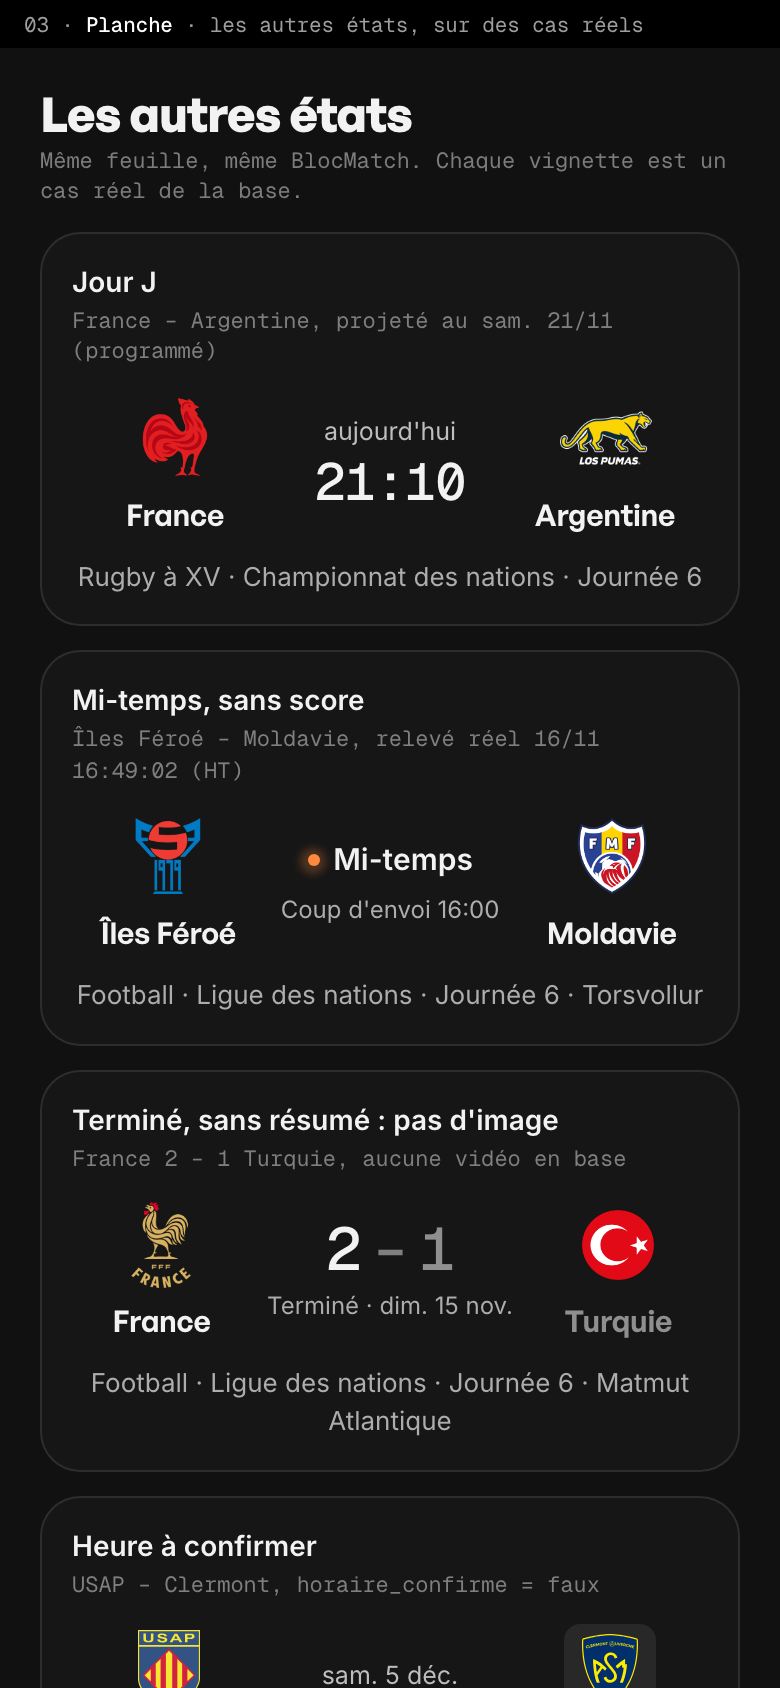 03 · Planche · les autres états, sur des cas réels
Les autres états
Même feuille, même BlocMatch. Chaque vignette est un
cas réel de la base.
Jour J
France – Argentine, projeté au sam. 21/11
(programmé)
aujourd'hui
21:10
LOS PUMAS
France
Argentine
Rugby à XV · Championnat des nations · Journée 6
Mi-temps, sans score
Îles Féroé – Moldavie, relevé réel 16/11
16:49:02 (HT)
1979
Mi-temps
FMF
Coup d'envoi 16:00
Îles Féroé
Moldavie
Football · Ligue des nations · Journée 6 · Torsvollur
Terminé, sans résumé : pas d'image
France 2 – 1 Turquie, aucune vidéo en base
FFF
FRANCE
2 – 1
Terminé · dim. 15 nov.
France
Turquie
Football · Ligue des nations · Journée 6 · Matmut
Atlantique
Heure à confirmer
USAP – Clermont, horaire_confirme = faux
USAP
sam. 5 déc.
ASM